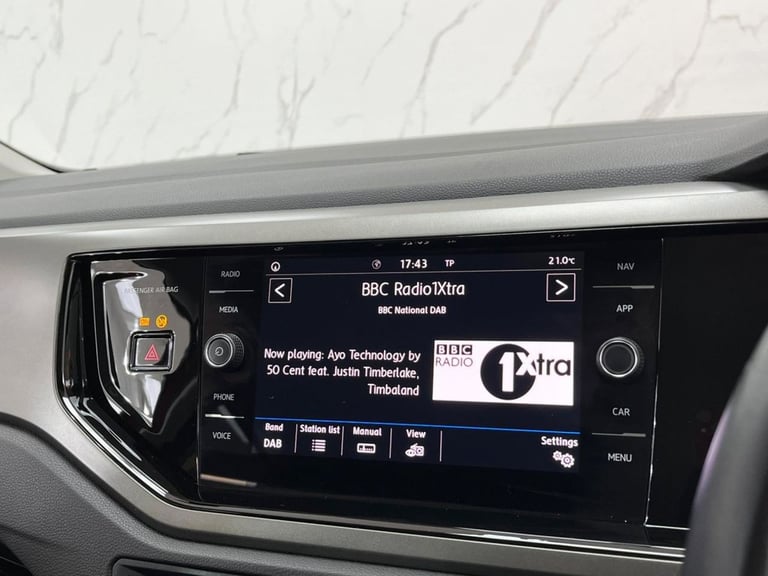 RADIO
MEDIA
PHONE
VOICE
PASSENGER AIR BAG
17:43 TP 21.0°C
< BBC Radio1Xtra >
BBC National DAB
Now playing: Ayo Technology by
50 Cent feat. Justin Timberlake,
Timbaland
BBC
RADIO
1Xtra
Band Station list Manual View Settings
DAB
NAV
APP
CAR
MENU